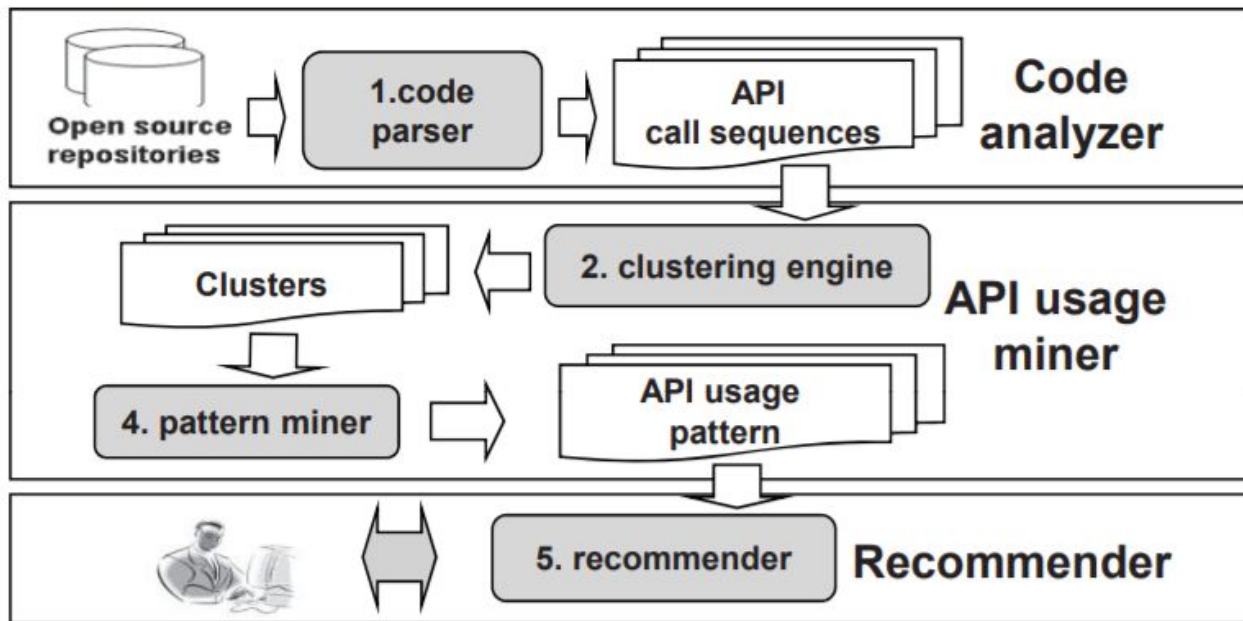 Open source
repositories
1.code
parser
API
call sequences
Code
analyzer
Clusters
2. clustering engine
API usage
miner
4. pattern miner
API usage
pattern
5. recommender
Recommender